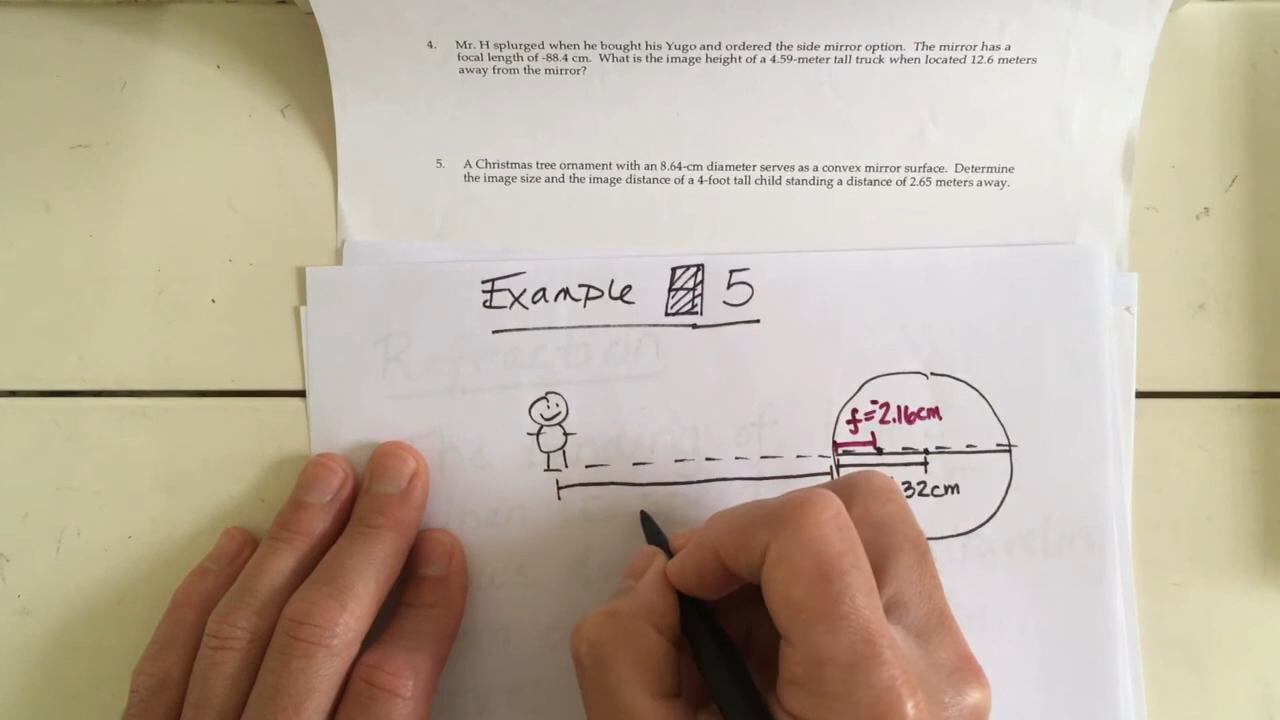 4. Mr. H splurged when he bought his Yugo and ordered the side mirror option. The mirror has a
focal length of -88.4 cm. What is the image height of a 4.59-meter tall truck when located 12.6 meters
away from the mirror?
5. A Christmas tree ornament with an 8.64-cm diameter serves as a convex mirror surface. Determine
the image size and the image distance of a 4-foot tall child standing a distance of 2.65 meters away.
Example 5
Refraction
The bending of
f=-2.16cm
32cm